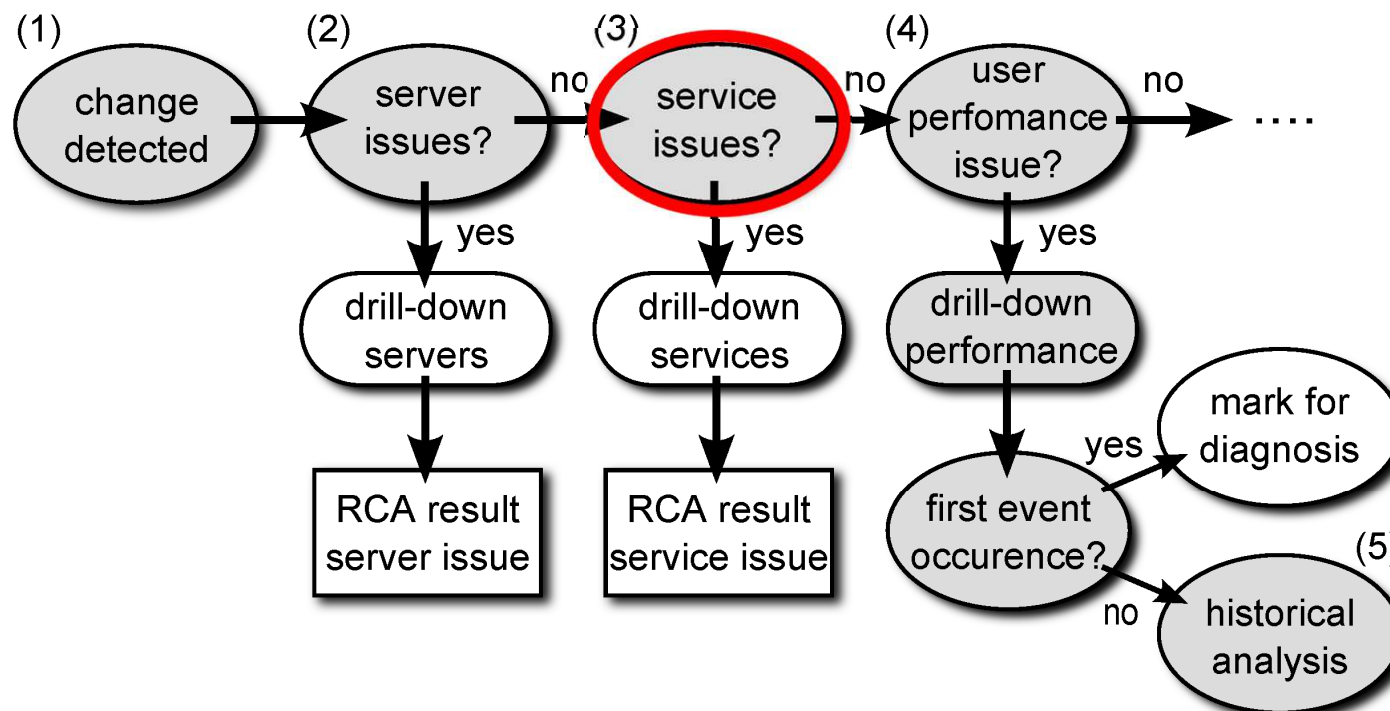 (1)
change
detected
(2)
server
issues?
no
(3)
service
issues?
no
(4)
user
perfomance
issue?
no
....
yes
yes
yes
drill-down
servers
drill-down
services
drill-down
performance
RCA result
server issue
RCA result
service issue
first event
occurence?
yes
mark for
diagnosis
no
(5)
historical
analysis